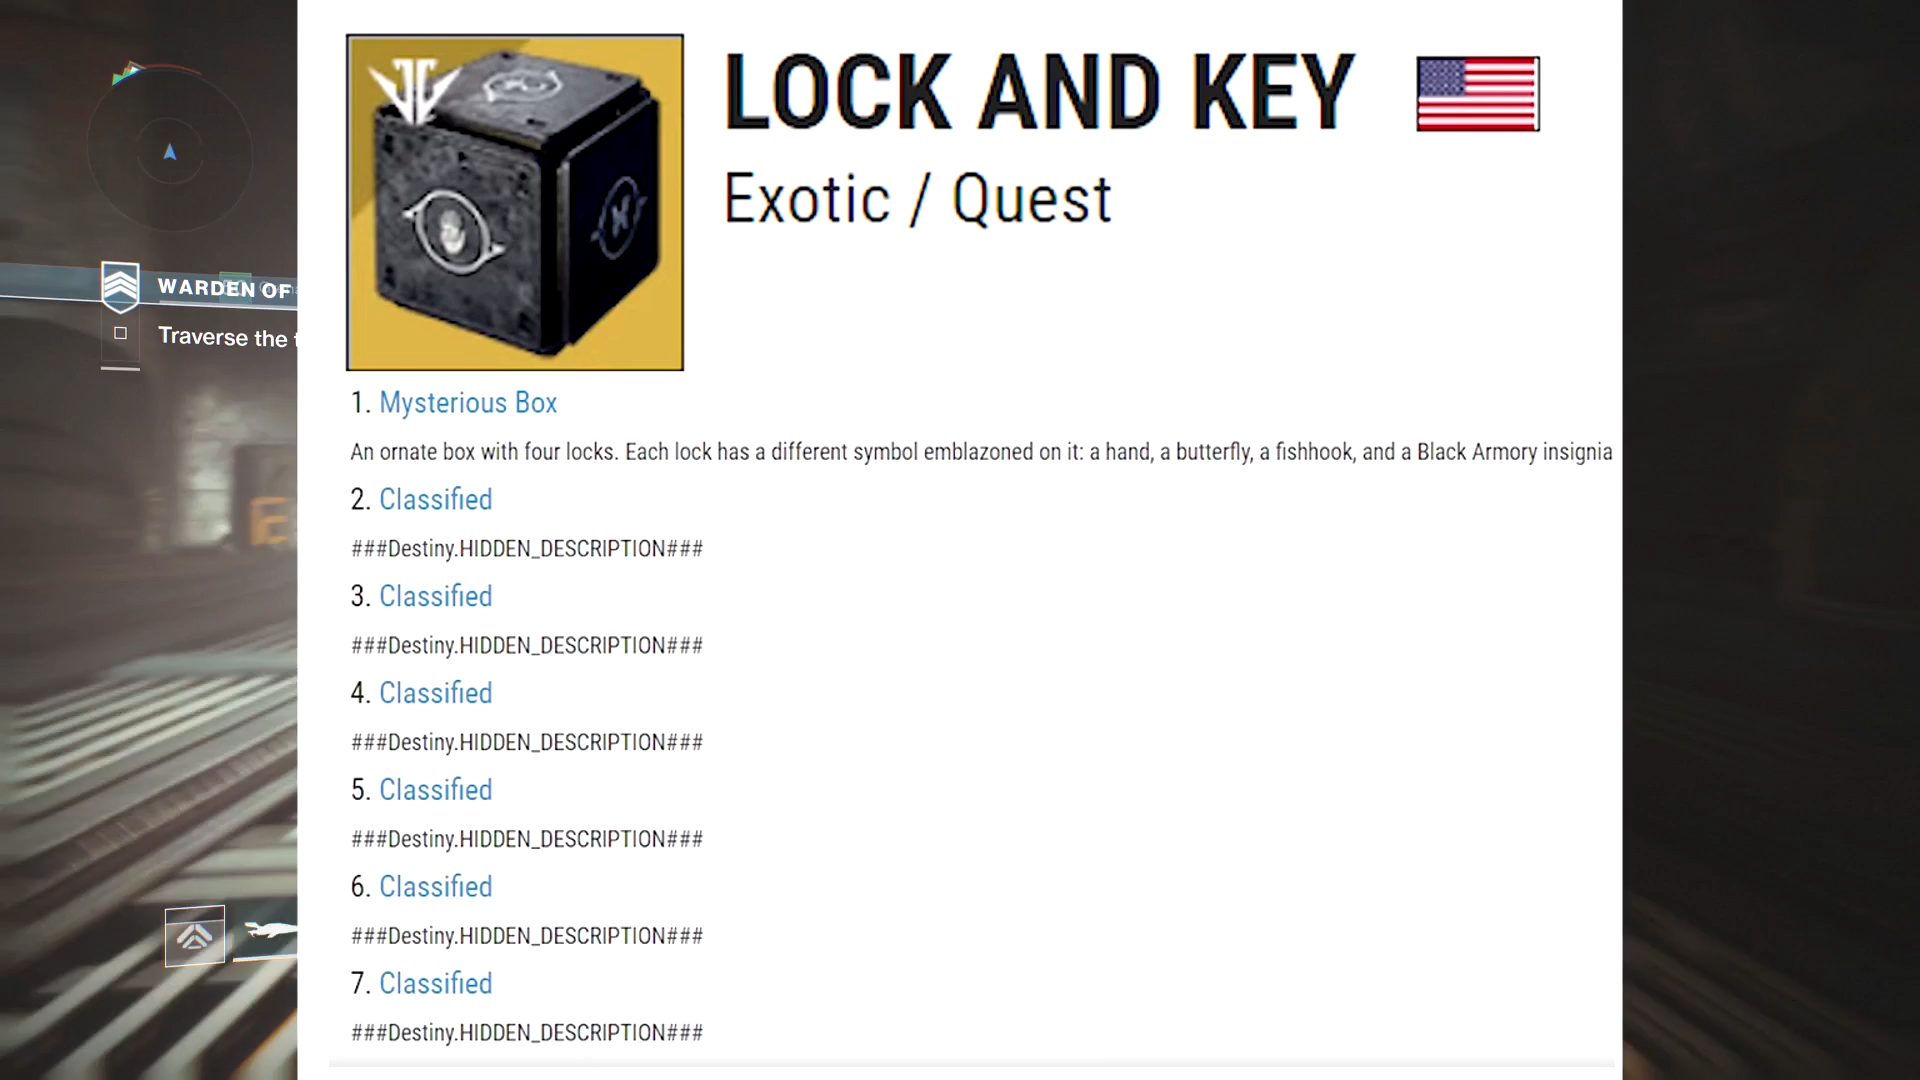 LOCK AND KEY
Exotic / Quest
WARDEN OF
Traverse the
1. Mysterious Box
An ornate box with four locks. Each lock has a different symbol emblazoned on it: a hand, a butterfly, a fishhook, and a Black Armory insignia
2. Classified
###Destiny.HIDDEN_DESCRIPTION###
3. Classified
###Destiny.HIDDEN_DESCRIPTION###
4. Classified
###Destiny.HIDDEN_DESCRIPTION###
5. Classified
###Destiny.HIDDEN_DESCRIPTION###
6. Classified
###Destiny.HIDDEN_DESCRIPTION###
7. Classified
###Destiny.HIDDEN_DESCRIPTION###